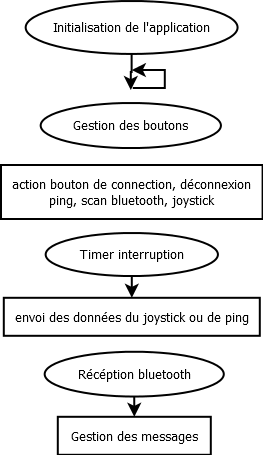 Initialisation de l'application
Gestion des boutons
action bouton de connection, déconnexion
ping, scan bluetooth, joystick
Timer interruption
envoi des données du joystick ou de ping
Récéption bluetooth
Gestion des messages